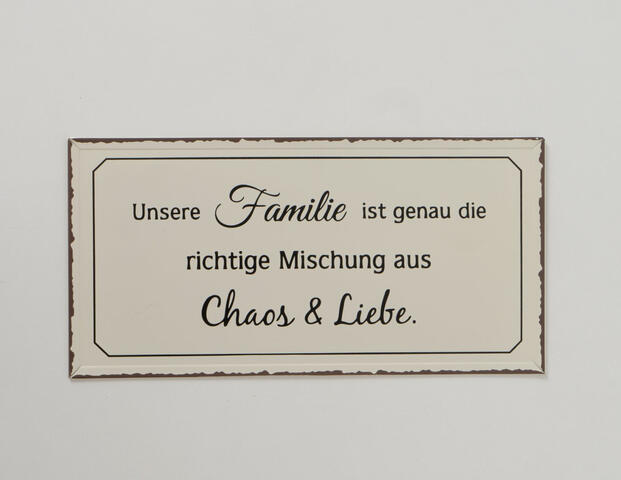 Unsere Familie ist genau die
richtige Mischung aus
Chaos & Liebe.